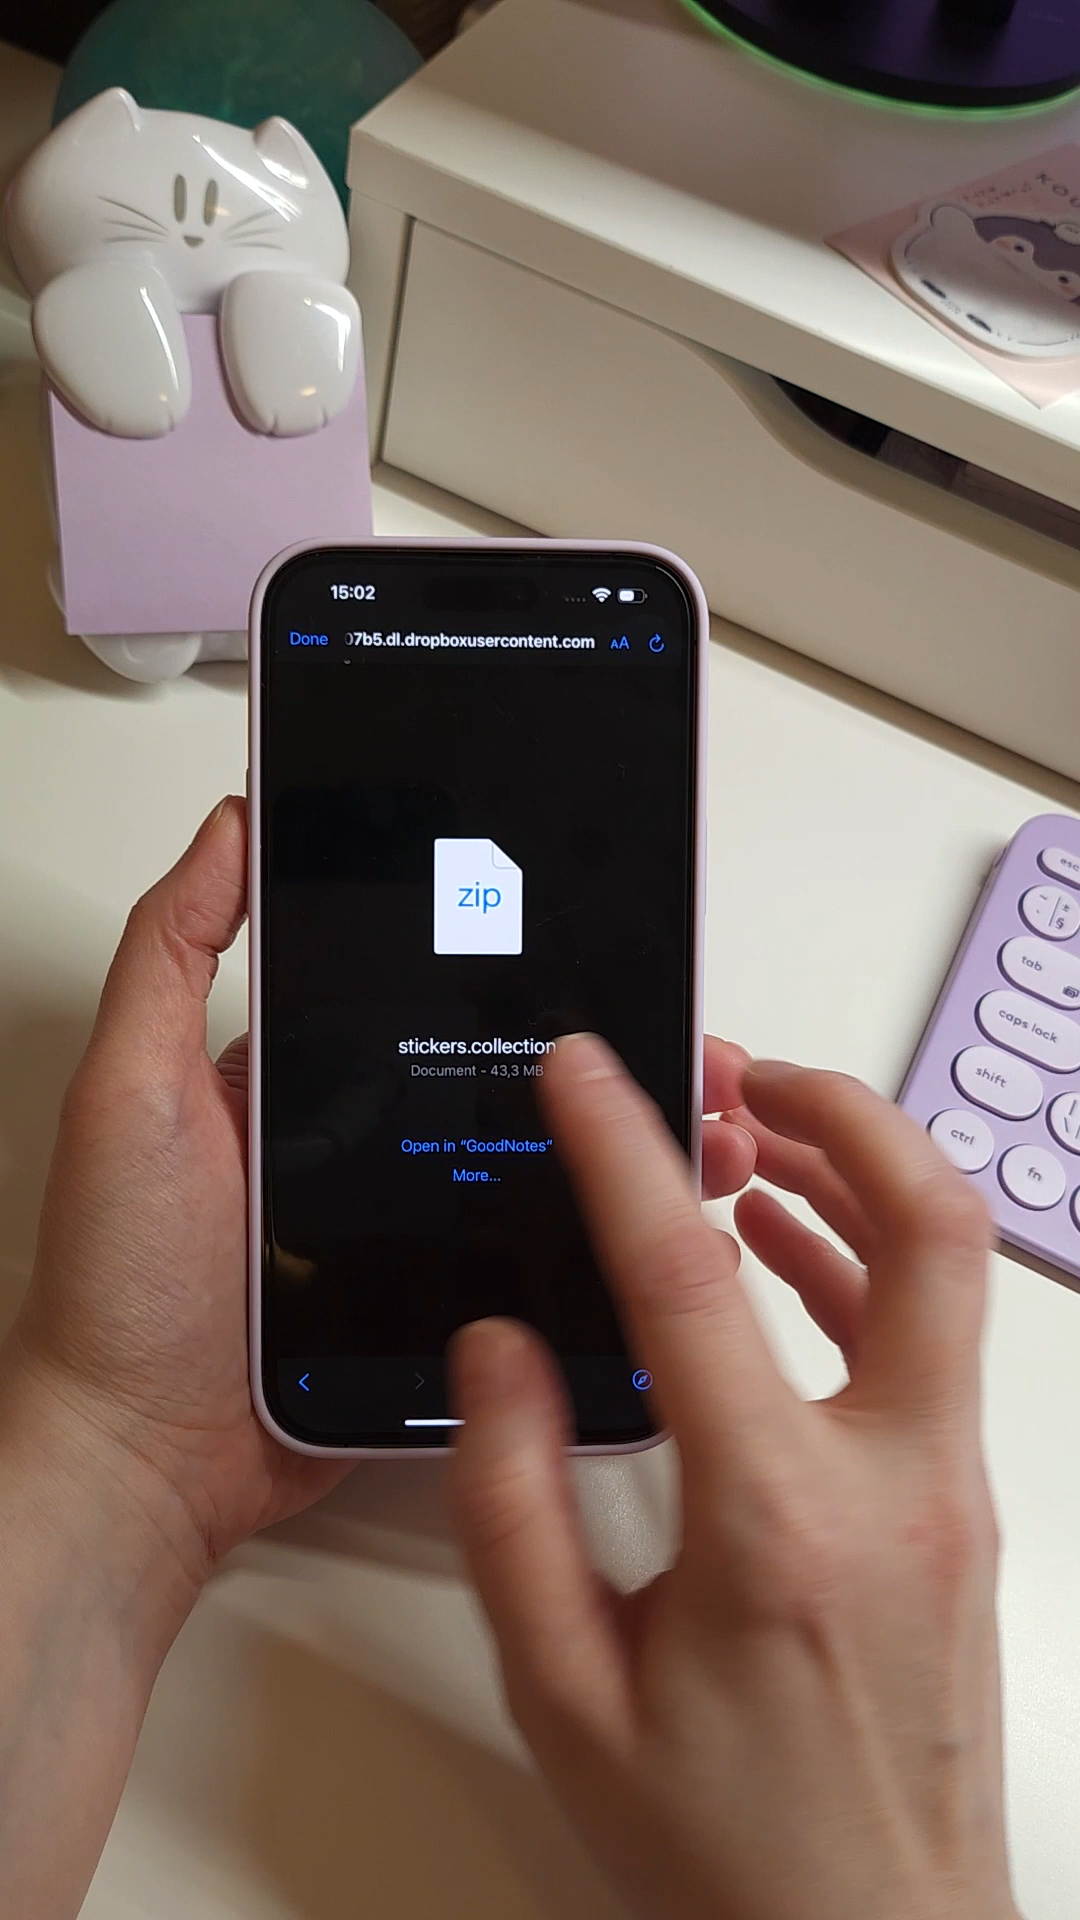 15:02
Done
07b5.dl.dropboxusercontent.com
AA
zip
stickers.collection
Document - 43,3 MB
Open in "GoodNotes"
More...
esc
~
± §
tab
caps lock
shift
ctrl
fn